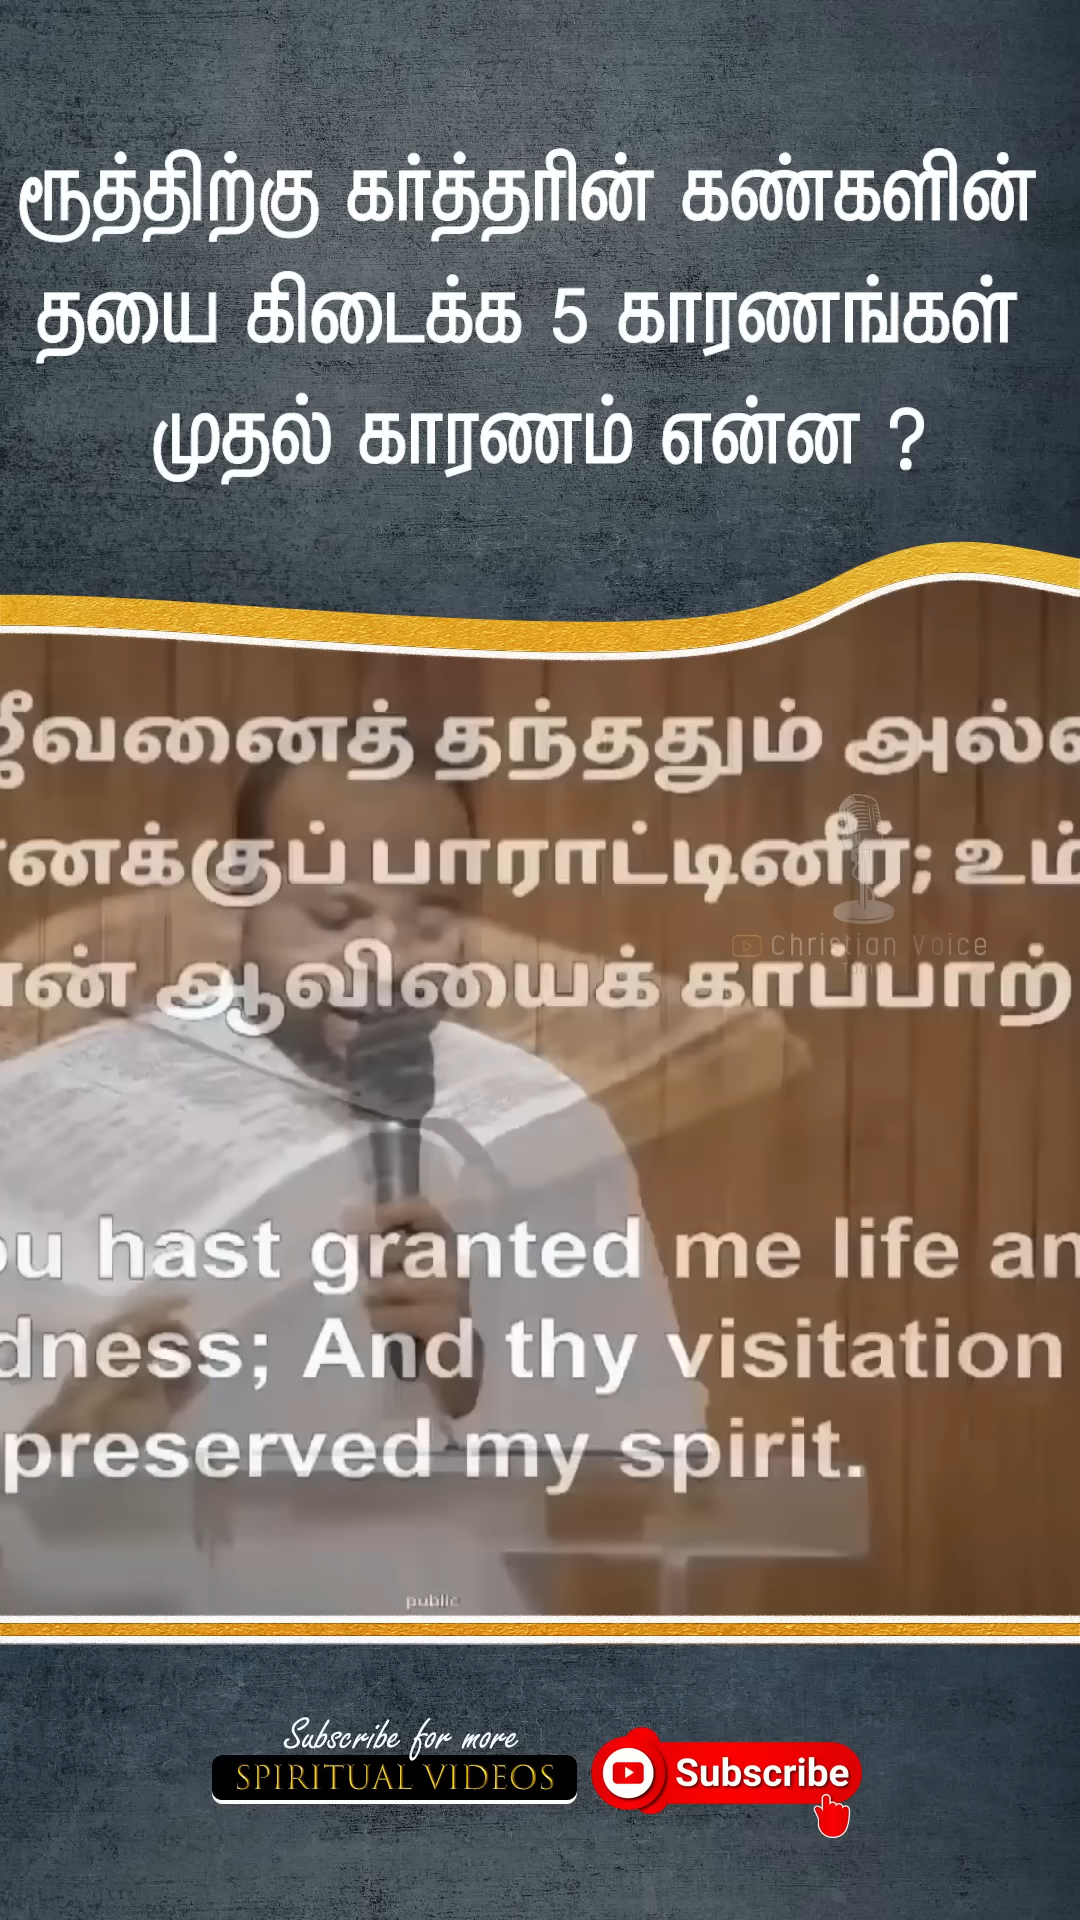 ரூத்திற்கு கர்த்தரின் கண்களின்
தயை கிடைக்க 5 காரணங்கள்
முதல் காரணம் என்ன ?
ஜீவனைத் தந்ததும் அல்ல
எனக்குப் பாராட்டினீர்; உம்
என் ஆவியைக் காப்பாற்
Christian Voice
ou hast granted me life an
dness; And thy visitation
preserved my spirit.
public
Subscribe for more
SPIRITUAL VIDEOS
Subscribe